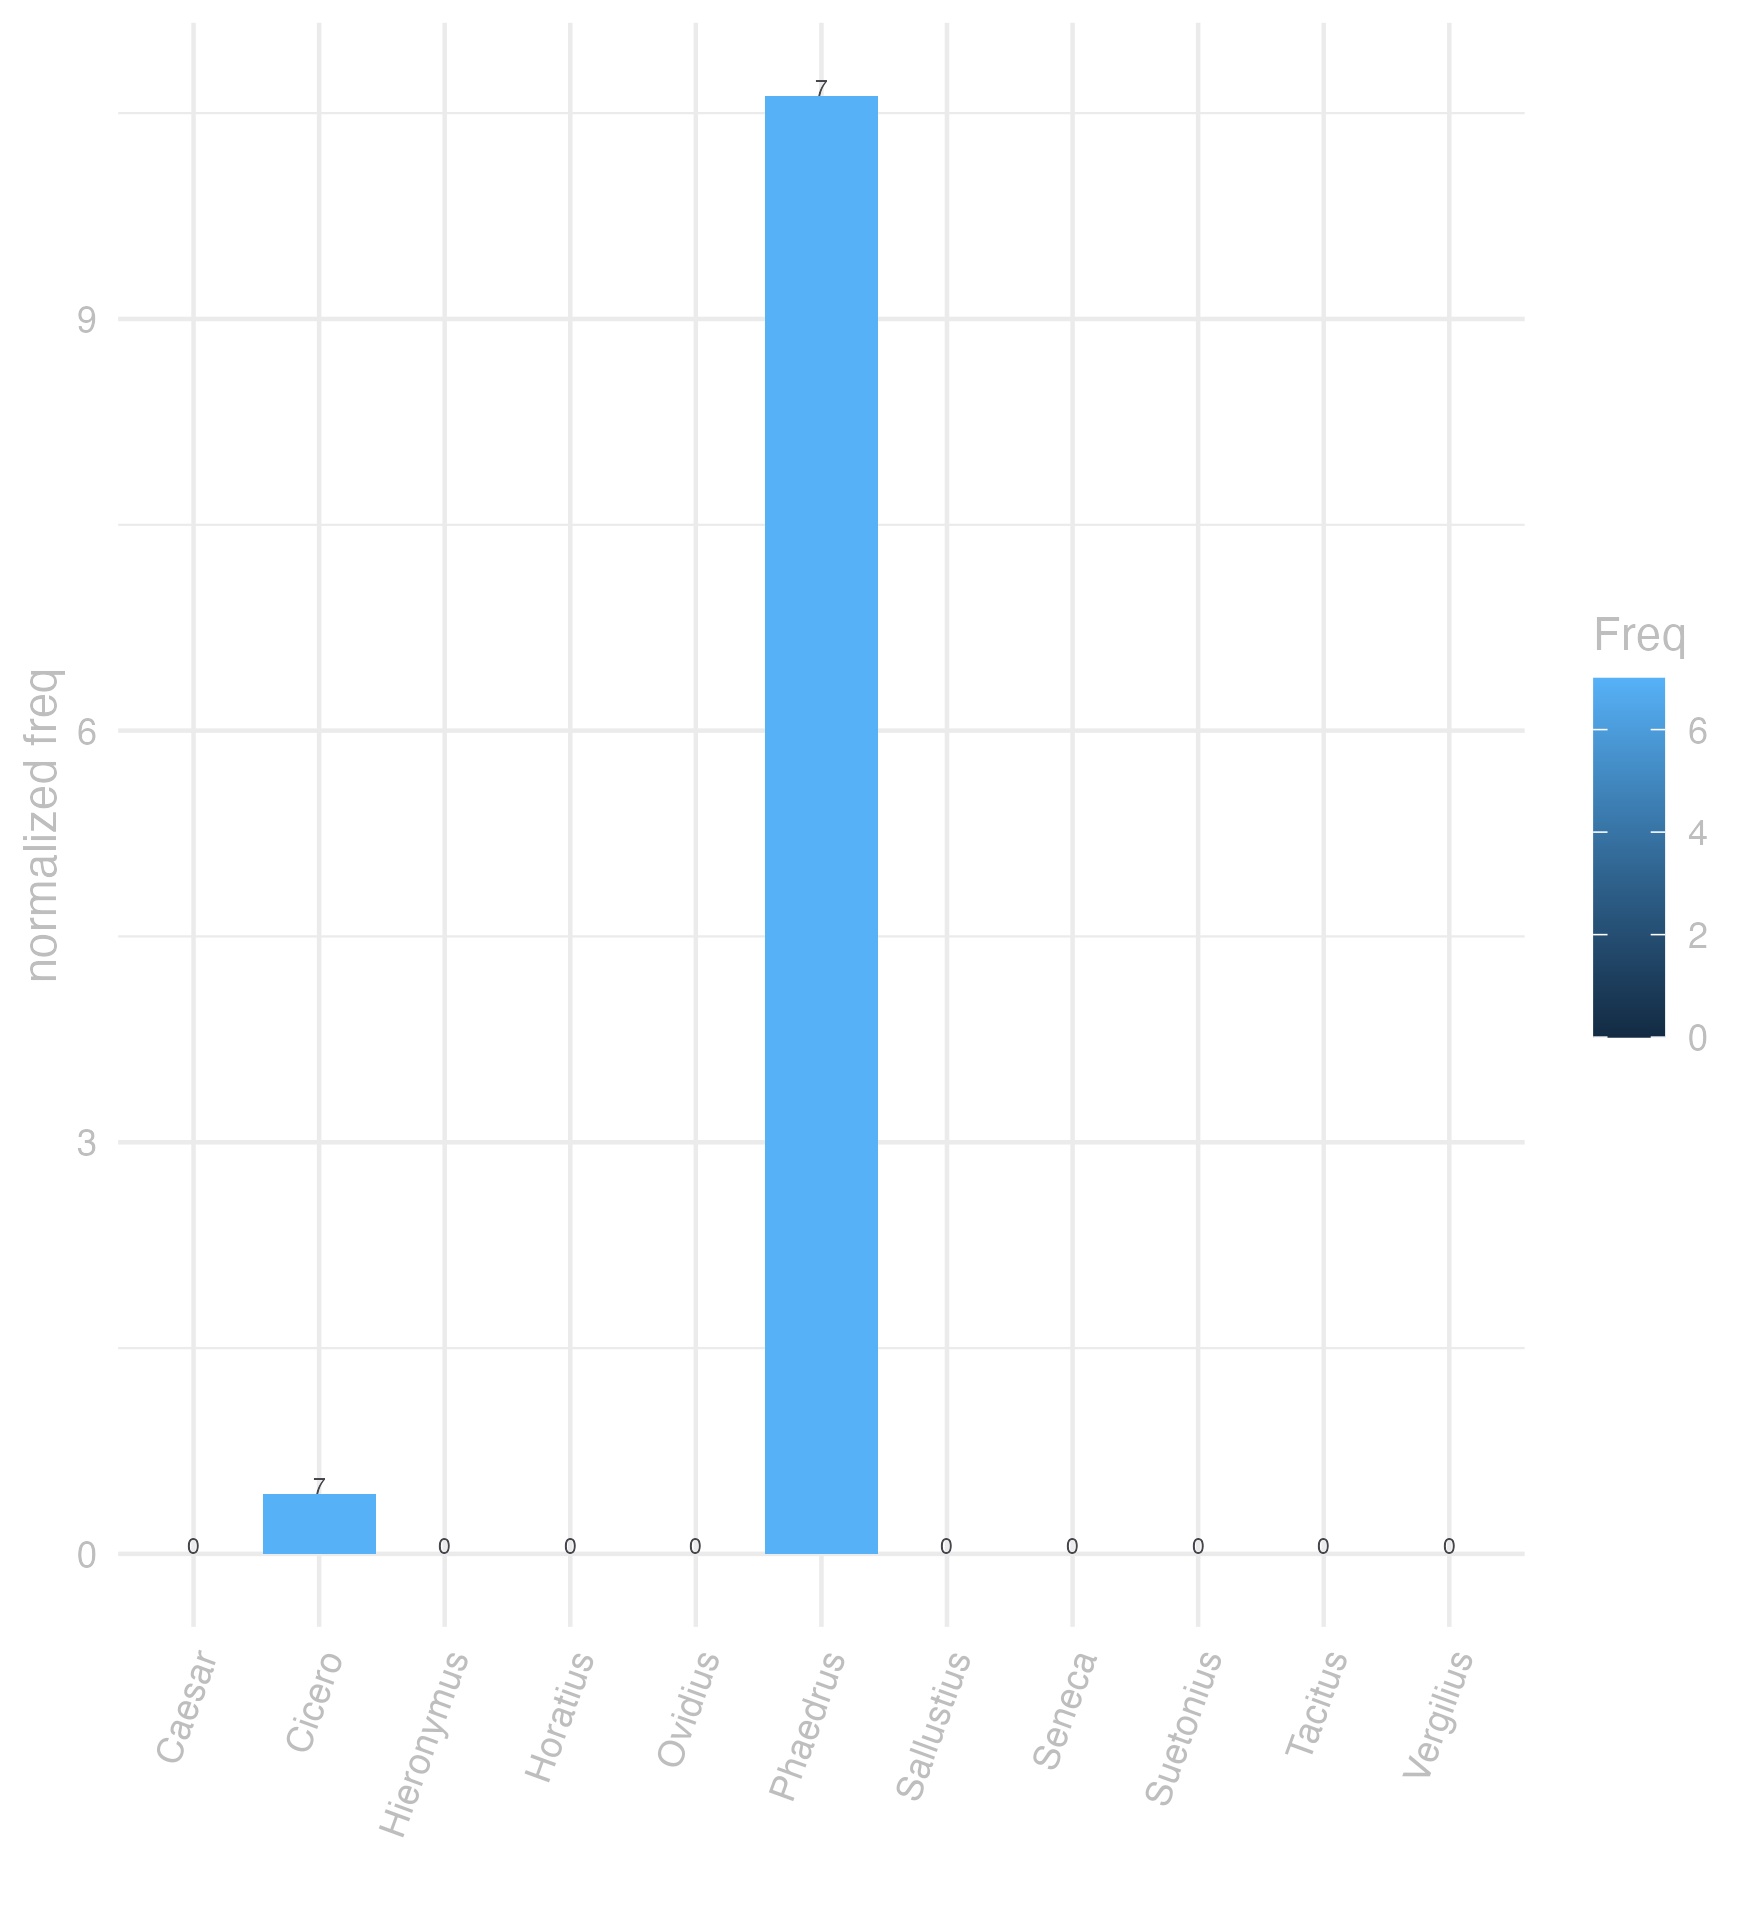 7
9
6
3
0
normalized freq
7
0 0 0 0 0 0 0 0 0
Caesar
Cicero
Hieronymus
Horatius
Ovidius
Phaedrus
Sallustius
Seneca
Suetonius
Tacitus
Vergilius
Freq
6
4
2
0